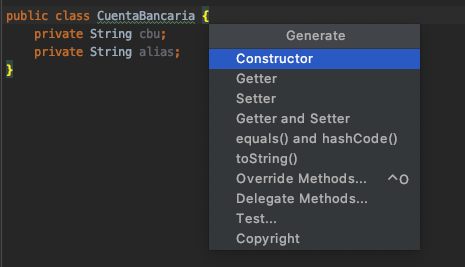 public class CuentaBancaria {
private String cbu;
private String alias;
}
Generate
Constructor
Getter
Setter
Getter and Setter
equals() and hashCode()
toString()
Override Methods... ^O
Delegate Methods...
Test...
Copyright